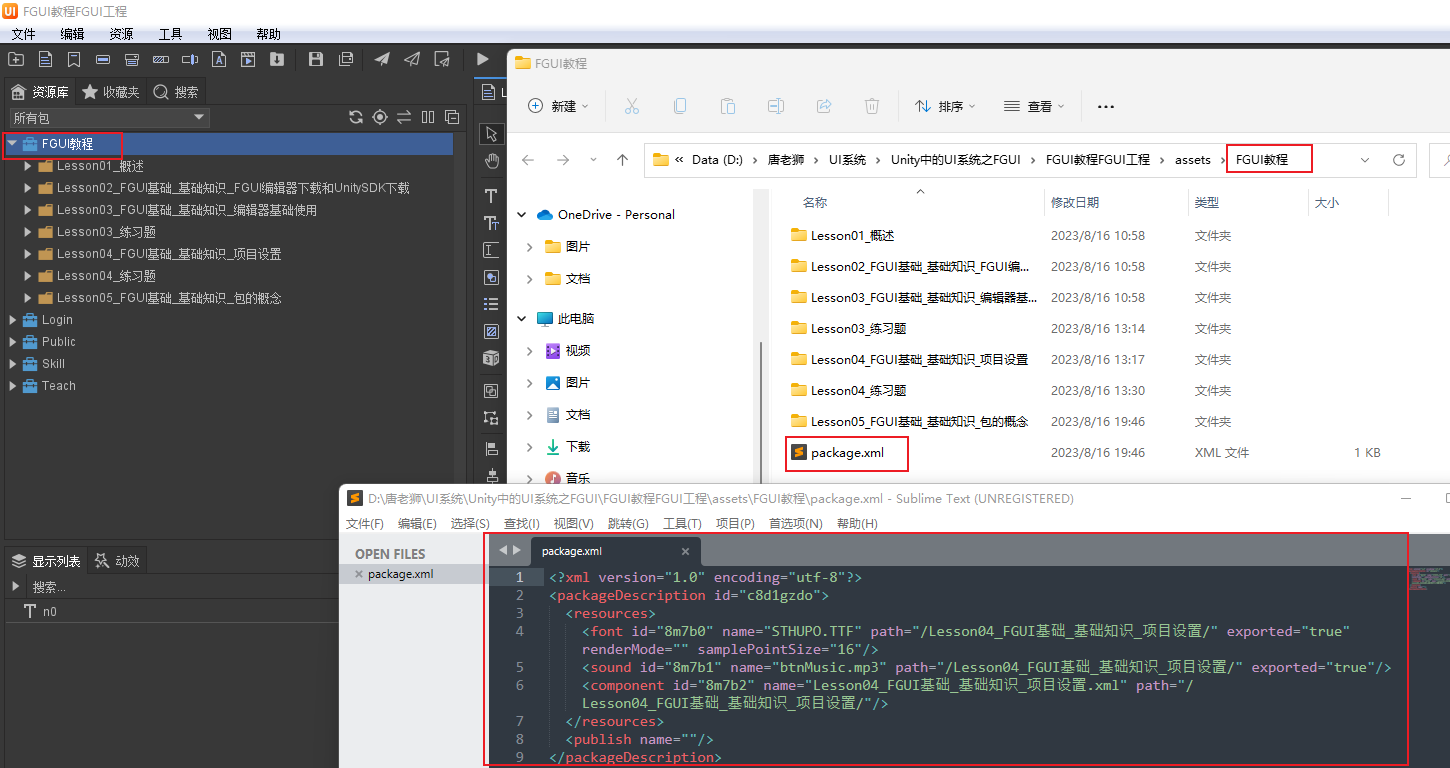 FGUI教程FGUI工程
文件 编辑 资源 工具 视图 帮助
资源库 收藏夹 搜索
所有包
FGUI教程
Lesson01_概述
Lesson02_FGUI基础_基础知识_FGUI编辑器下载和UnitySDK下载
Lesson03_FGUI基础_基础知识_编辑器基础使用
Lesson03_练习题
Lesson04_FGUI基础_基础知识_项目设置
Lesson04_练习题
Lesson05_FGUI基础_基础知识_包的概念
Login
Public
Skill
Teach
显示列表 动效
搜索...
n0
FGUI教程
新建 排序 查看
« Data (D:) › 唐老狮 › UI系统 › Unity中的UI系统之FGUI › FGUI教程FGUI工程 › assets › FGUI教程
OneDrive - Personal
图片
文档
此电脑
视频
图片
文档
下载
音乐
名称 修改日期 类型 大小
Lesson01_概述 2023/8/16 10:58 文件夹
Lesson02_FGUI基础_基础知识_FGUI编... 2023/8/16 10:58 文件夹
Lesson03_FGUI基础_基础知识_编辑器基... 2023/8/16 10:58 文件夹
Lesson03_练习题 2023/8/16 13:14 文件夹
Lesson04_FGUI基础_基础知识_项目设置 2023/8/16 13:17 文件夹
Lesson04_练习题 2023/8/16 13:30 文件夹
Lesson05_FGUI基础_基础知识_包的概念 2023/8/16 19:46 文件夹
package.xml 2023/8/16 19:46 XML 文件 1 KB
D:\唐老狮\UI系统\Unity中的UI系统之FGUI\FGUI教程FGUI工程\assets\FGUI教程\package.xml - Sublime Text (UNREGISTERED)
文件(F) 编辑(E) 选择(S) 查找(I) 视图(V) 跳转(G) 工具(T) 项目(P) 首选项(N) 帮助(H)
OPEN FILES
package.xml
package.xml
1 <?xml version="1.0" encoding="utf-8"?>
2 <packageDescription id="c8d1gzdo">
3 <resources>
4 <font id="8m7b0" name="STHUPO.TTF" path="/Lesson04_FGUI基础_基础知识_项目设置/" exported="true"
renderMode="" samplePointSize="16"/>
5 <sound id="8m7b1" name="btnMusic.mp3" path="/Lesson04_FGUI基础_基础知识_项目设置/" exported="true"/>
6 <component id="8m7b2" name="Lesson04_FGUI基础_基础知识_项目设置.xml" path="/
Lesson04_FGUI基础_基础知识_项目设置/"/>
7 </resources>
8 <publish name=""/>
9 </packageDescription>